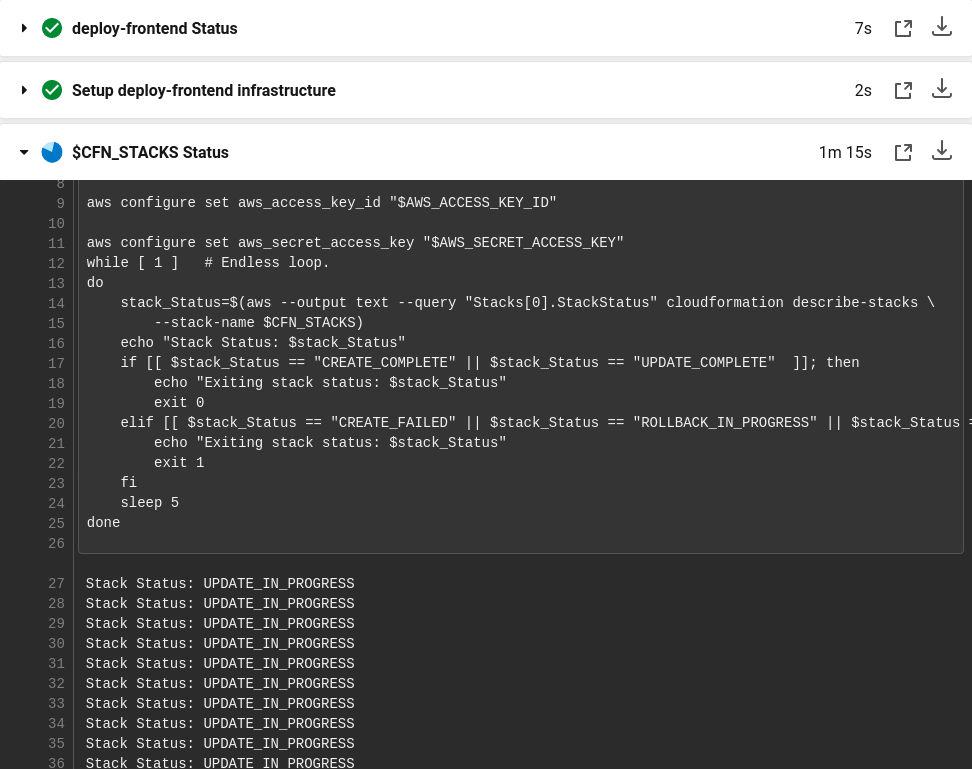 deploy-frontend Status 7s
Setup deploy-frontend infrastructure 2s
$CFN_STACKS Status 1m 15s
8
9 aws configure set aws_access_key_id "$AWS_ACCESS_KEY_ID"
10
11 aws configure set aws_secret_access_key "$AWS_SECRET_ACCESS_KEY"
12 while [ 1 ]   # Endless loop.
13 do
14     stack_Status=$(aws --output text --query "Stacks[0].StackStatus" cloudformation describe-stacks \
15         --stack-name $CFN_STACKS)
16     echo "Stack Status: $stack_Status"
17     if [[ $stack_Status == "CREATE_COMPLETE" || $stack_Status == "UPDATE_COMPLETE"  ]]; then
18         echo "Exiting stack status: $stack_Status"
19         exit 0
20     elif [[ $stack_Status == "CREATE_FAILED" || $stack_Status == "ROLLBACK_IN_PROGRESS" || $stack_Status =
21         echo "Exiting stack status: $stack_Status"
22         exit 1
23     fi
24     sleep 5
25 done
26
27 Stack Status: UPDATE_IN_PROGRESS
28 Stack Status: UPDATE_IN_PROGRESS
29 Stack Status: UPDATE_IN_PROGRESS
30 Stack Status: UPDATE_IN_PROGRESS
31 Stack Status: UPDATE_IN_PROGRESS
32 Stack Status: UPDATE_IN_PROGRESS
33 Stack Status: UPDATE_IN_PROGRESS
34 Stack Status: UPDATE_IN_PROGRESS
35 Stack Status: UPDATE_IN_PROGRESS
36 Stack Status: UPDATE_IN_PROGRESS